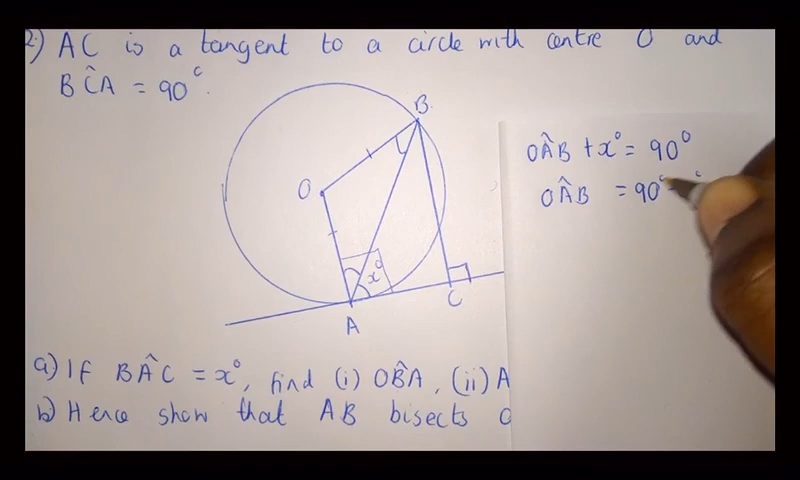 2) AC is a tangent to a circle with centre O and
BĈA = 90°.
B
O
x°
A
C
OÂB + x° = 90°
OÂB = 90°
a) If BÂC = x°, find (i) OB̂A, (ii) A
b) Hence show that AB bisects